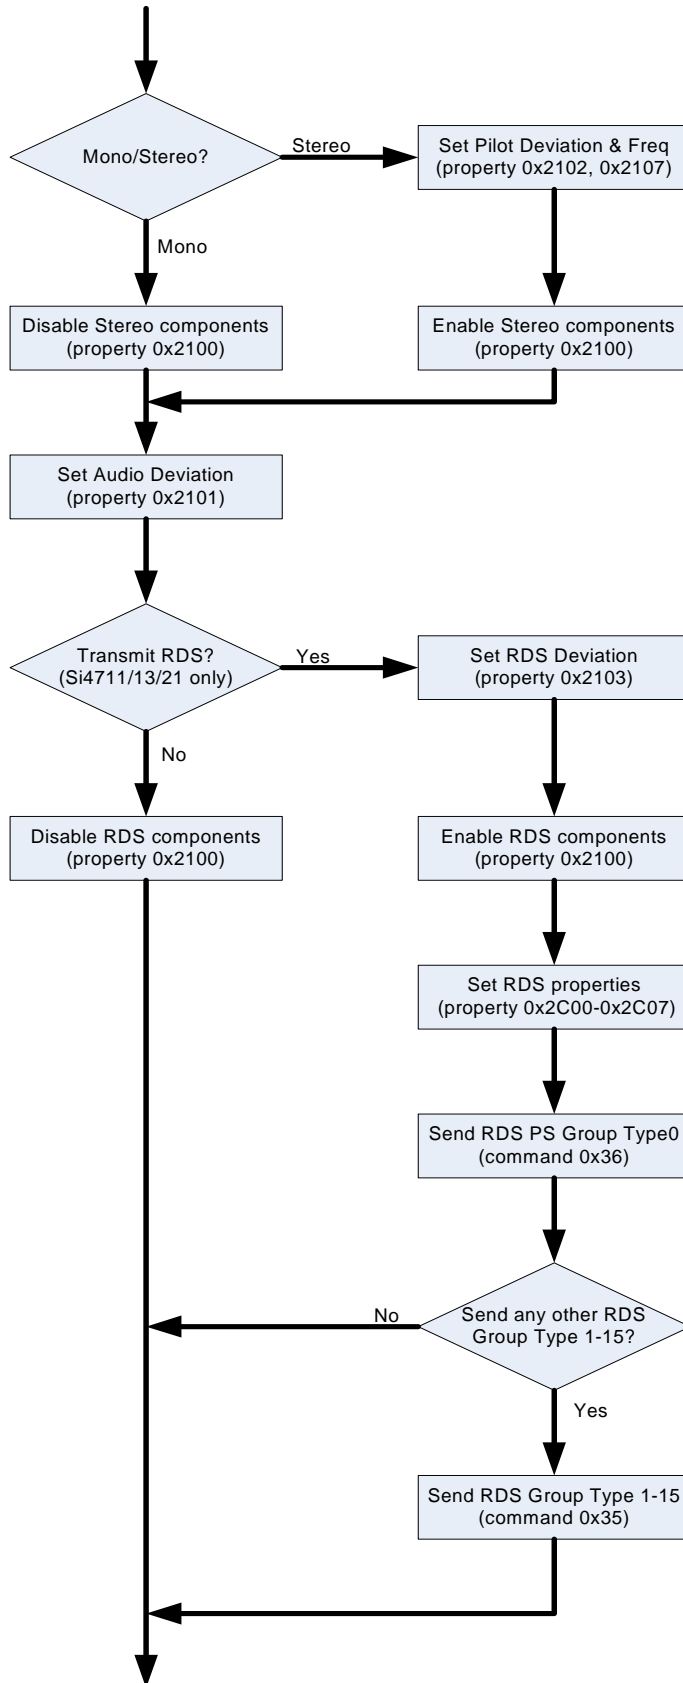 Mono/Stereo?
Stereo
Set Pilot Deviation & Freq
(property 0x2102, 0x2107)
Mono
Disable Stereo components
(property 0x2100)
Enable Stereo components
(property 0x2100)
Set Audio Deviation
(property 0x2101)
Transmit RDS?
(Si4711/13/21 only)
Yes
Set RDS Deviation
(property 0x2103)
No
Disable RDS components
(property 0x2100)
Enable RDS components
(property 0x2100)
Set RDS properties
(property 0x2C00-0x2C07)
Send RDS PS Group Type0
(command 0x36)
No
Send any other RDS
Group Type 1-15?
Yes
Send RDS Group Type 1-15
(command 0x35)